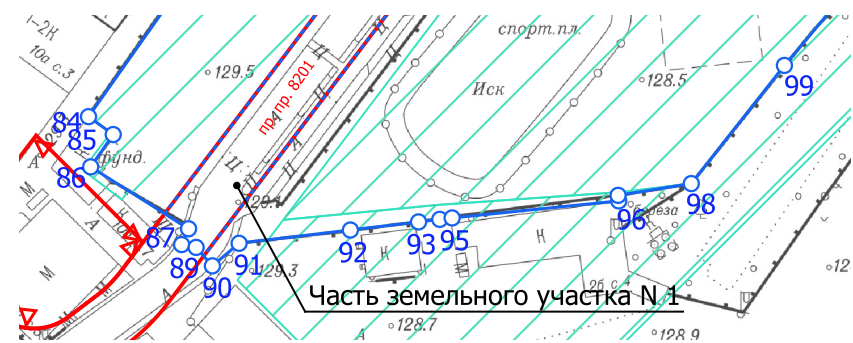 1-2Н
спорт.пл.
10а с.3
129.5
128.5
99
Иск
пр. пр. 8201
84
85
фунд.
86
А
Ц
А
Ц
М
98
96
береза
87
92
93
95
89
91
90
129.3
Н
Н
М
2б с.4
М
А
Часть земельного участка N 1
128.7
128.9
А